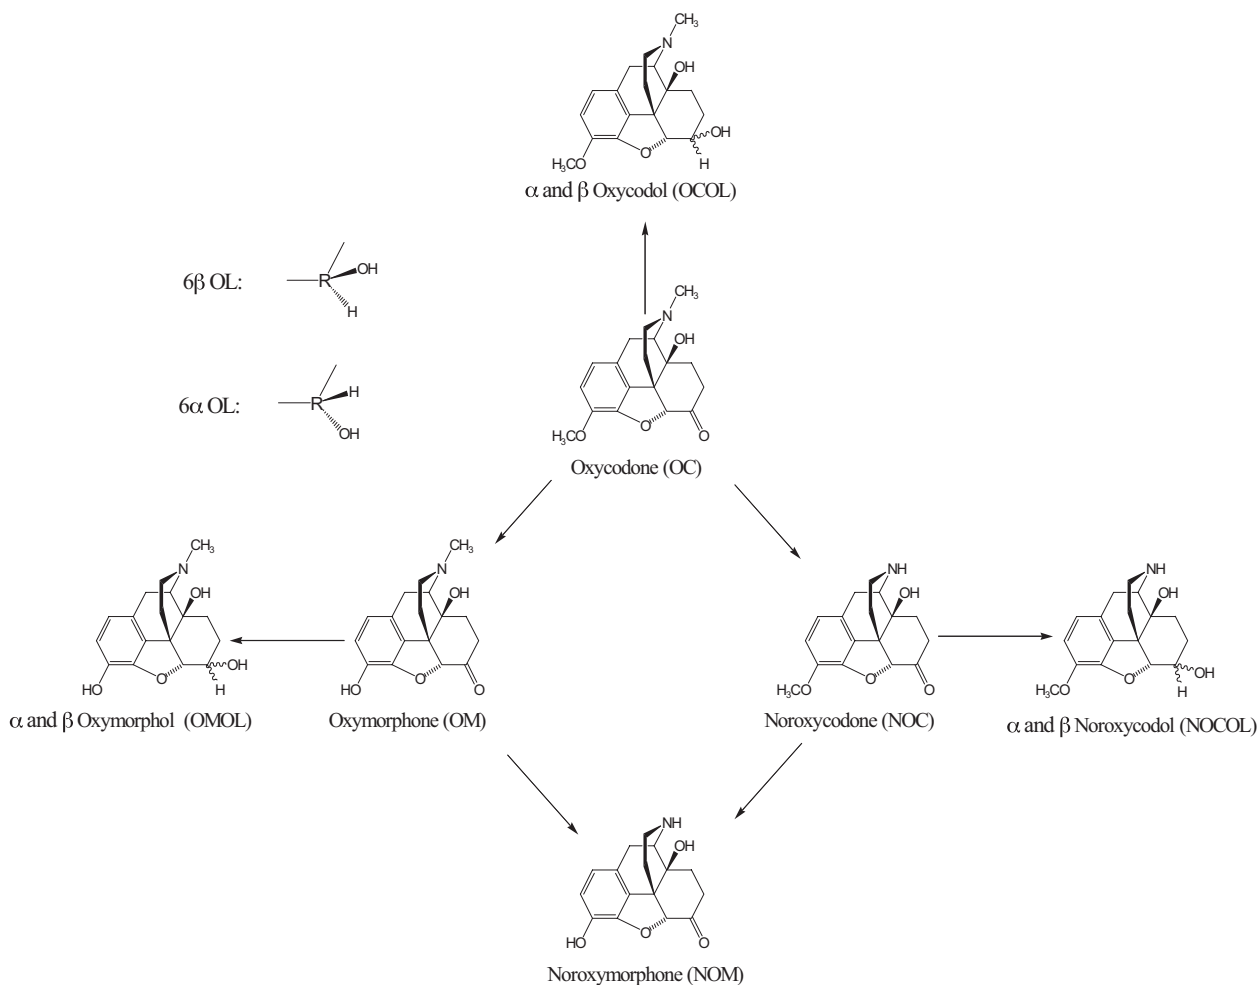 CH₃
N
OH
OH
O
H
H₃CO
α and β Oxycodol (OCOL)
6β OL:
R
OH
H
CH₃
N
OH
O
O
H₃CO
Oxycodone (OC)
6α OL:
R
H
OH
CH₃
N
OH
OH
O
H
HO
α and β Oxymorphol (OMOL)
CH₃
N
OH
O
O
HO
Oxymorphone (OM)
NH
OH
O
O
H₃CO
Noroxycodone (NOC)
NH
OH
OH
O
H
H₃CO
α and β Noroxycodol (NOCOL)
NH
OH
O
O
HO
Noroxymorphone (NOM)